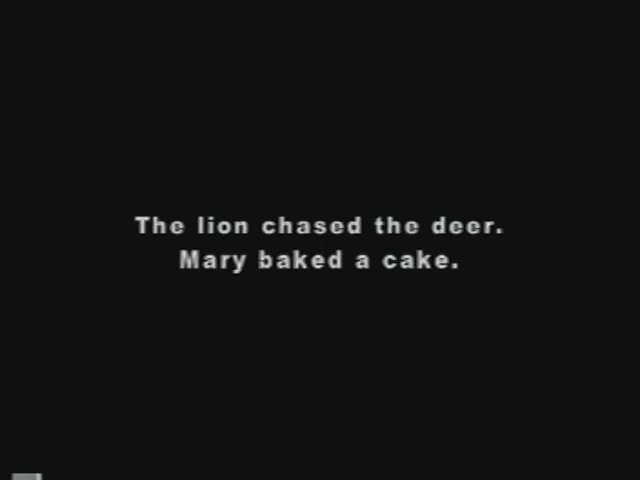 The lion chased the deer.
Mary baked a cake.